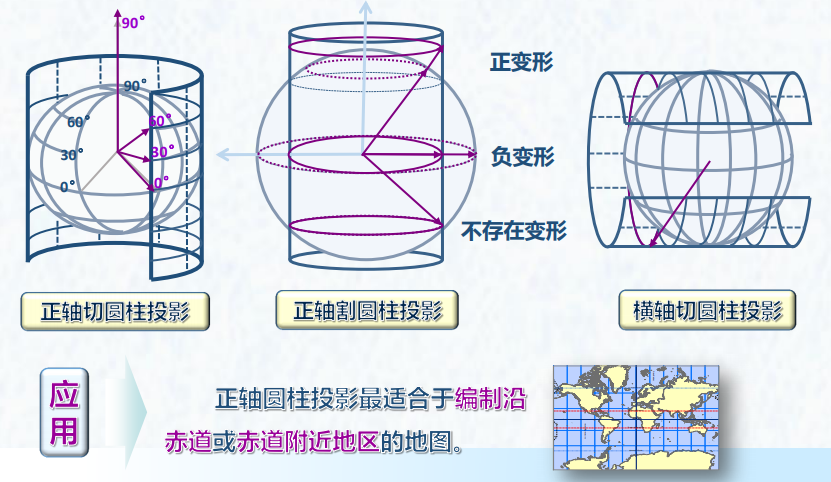 90°
90°
60°
60°
30°
30°
0°
0°
正变形
负变形
不存在变形
正轴切圆柱投影
正轴割圆柱投影
横轴切圆柱投影
应用
正轴圆柱投影最适合于编制沿
赤道或赤道附近地区的地图。